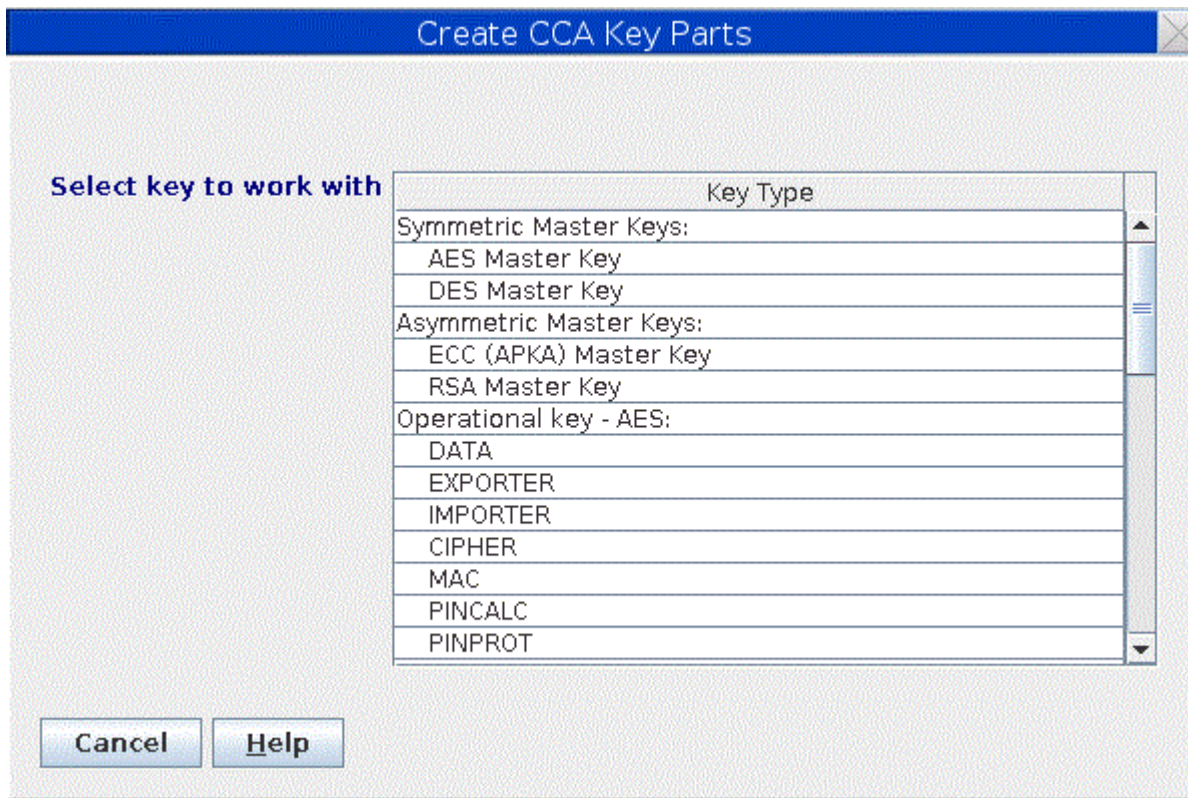 Create CCA Key Parts
Select key to work with
Key Type
Symmetric Master Keys:
AES Master Key
DES Master Key
Asymmetric Master Keys:
ECC (APKA) Master Key
RSA Master Key
Operational key - AES:
DATA
EXPORTER
IMPORTER
CIPHER
MAC
PINCALC
PINPROT
Cancel
Help